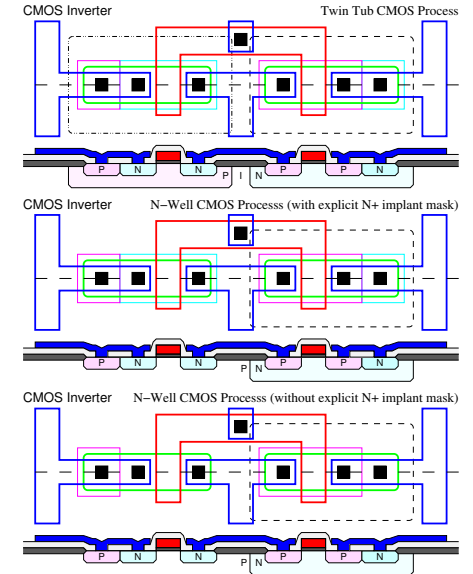 CMOS Inverter Twin Tub CMOS Process
P N N P P N
P I N
CMOS Inverter N−Well CMOS Processs (with explicit N+ implant mask)
P N N P P N
P N
CMOS Inverter N−Well CMOS Processs (without explicit N+ implant mask)
P N N P P N
P N